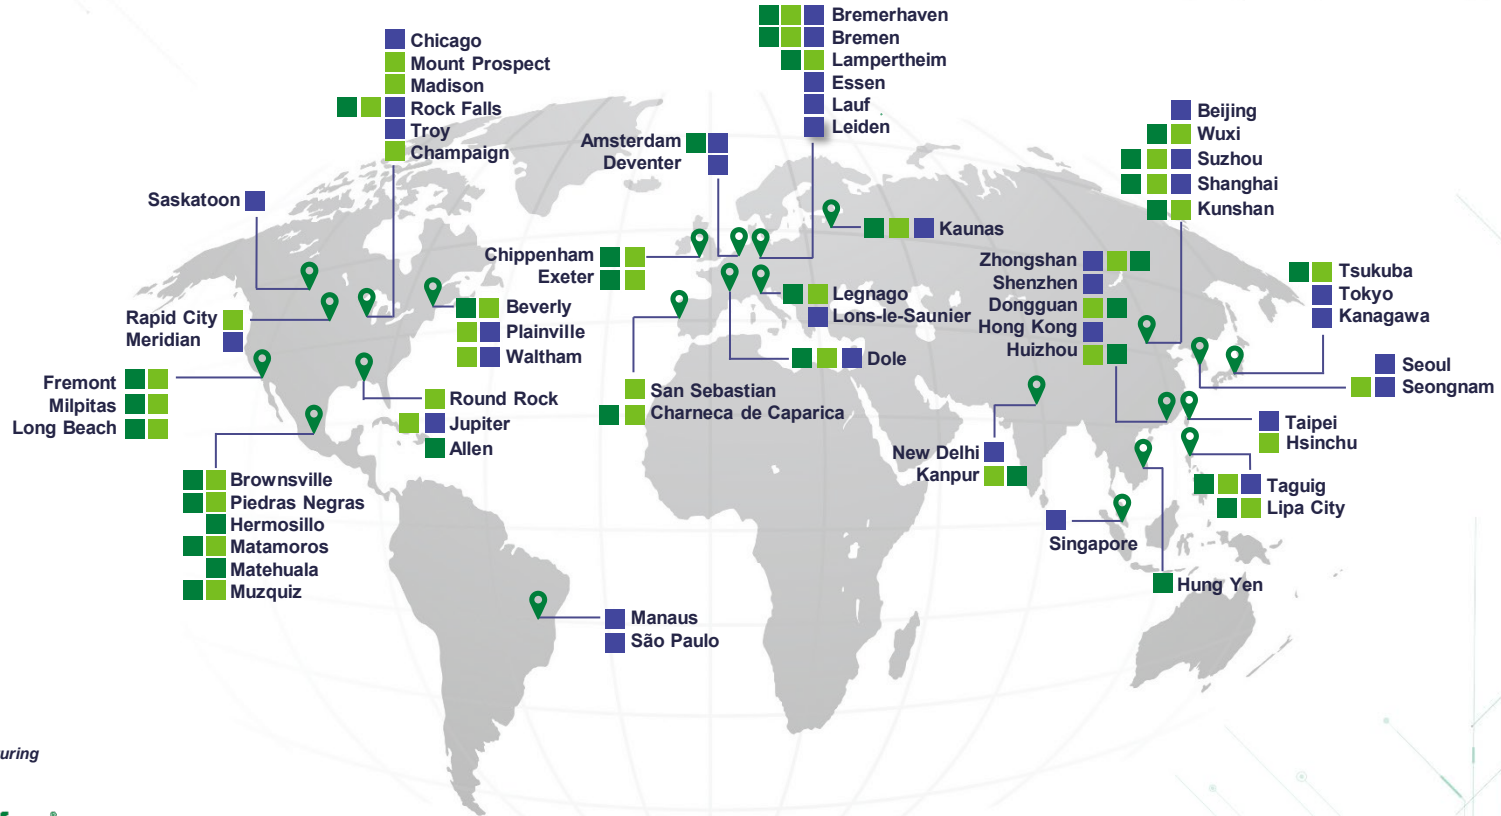 Chicago
Mount Prospect
Madison
Rock Falls
Troy
Champaign
Saskatoon
Rapid City
Meridian
Fremont
Milpitas
Long Beach
Beverly
Plainville
Waltham
Round Rock
Jupiter
Allen
Brownsville
Piedras Negras
Hermosillo
Matamoros
Matehuala
Muzquiz
Manaus
São Paulo
Bremerhaven
Bremen
Lampertheim
Essen
Lauf
Leiden
Amsterdam
Deventer
Chippenham
Exeter
Kaunas
Legnago
Lons-le-Saunier
Dole
San Sebastian
Charneca de Caparica
Beijing
Wuxi
Suzhou
Shanghai
Kunshan
Zhongshan
Shenzhen
Dongguan
Hong Kong
Huizhou
Tsukuba
Tokyo
Kanagawa
Seoul
Seongnam
Taipei
Hsinchu
Taguig
Lipa City
New Delhi
Kanpur
Singapore
Hung Yen
uring